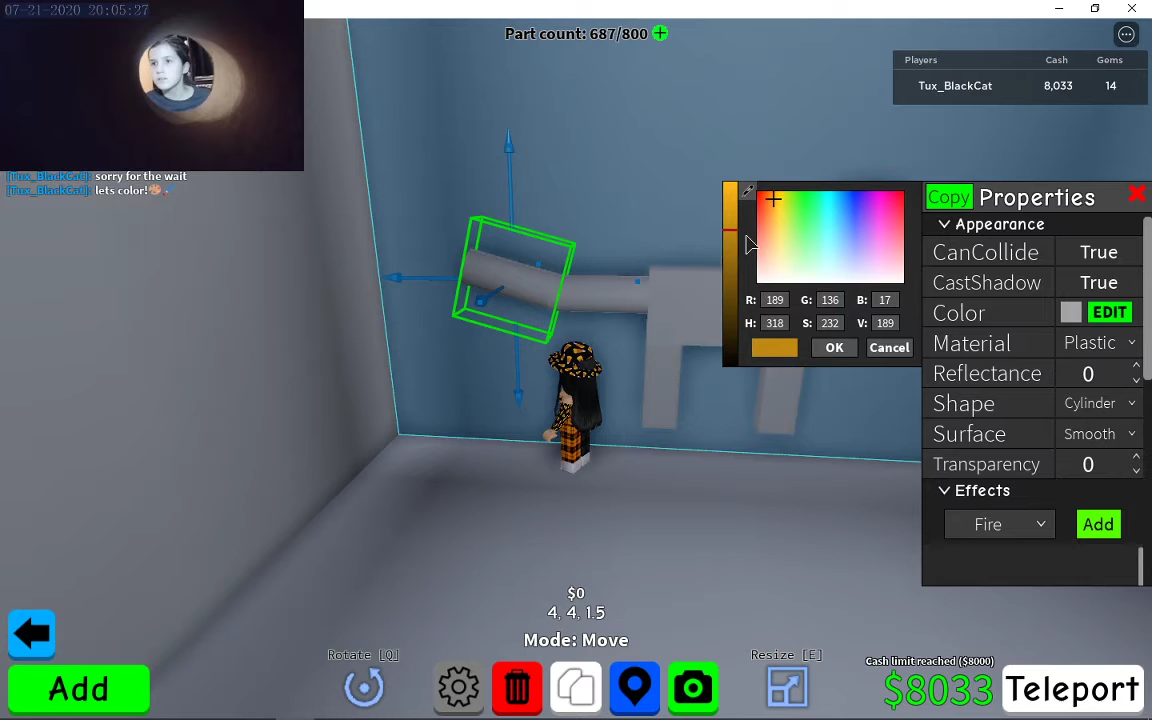 07-21-2020 20:05:27
Part count: 687/800 +
Players Cash Gems
Tux_BlackCat 8,033 14
[Tux_BlackCat]: sorry for the wait
[Tux_BlackCat]: lets color!🎨
Copy Properties
Appearance
CanCollide True
CastShadow True
Color EDIT
Material Plastic
Reflectance 0
Shape Cylinder
Surface Smooth
Transparency 0
Effects
Fire Add
R: 189 G: 136 B: 17
H: 318 S: 232 V: 189
OK Cancel
$0
4, 4, 1.5
Mode: Move
Rotate [Q]
Resize [E]
Cash limit reached ($8000)
$8033
Add
Teleport